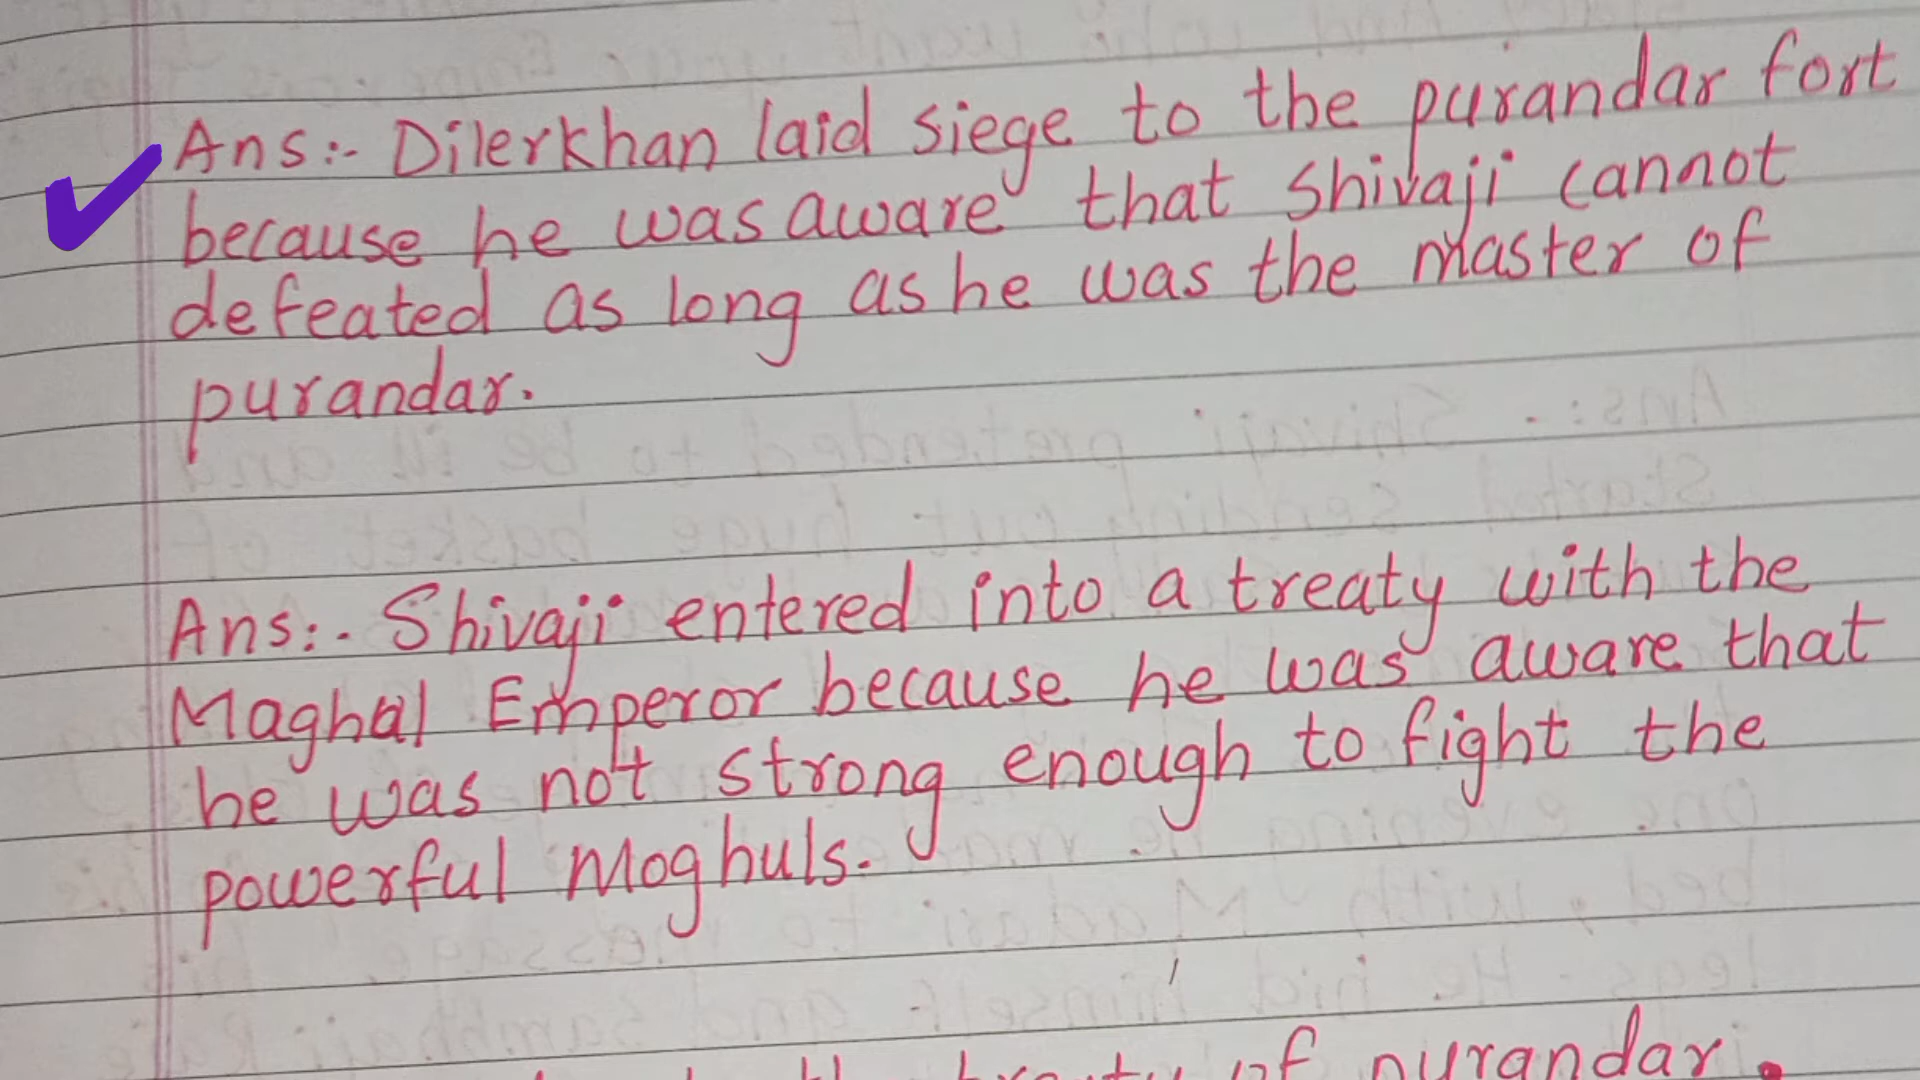 Ans:- Dilerkhan laid siege to the purandar fort
because he was aware that Shivaji cannot
defeated as long as he was the master of
purandar.
Ans:- Shivaji entered into a treaty with the
Maghal Emperor because he was aware that
he was not strong enough to fight the
powerful Moghuls.
of purandar.